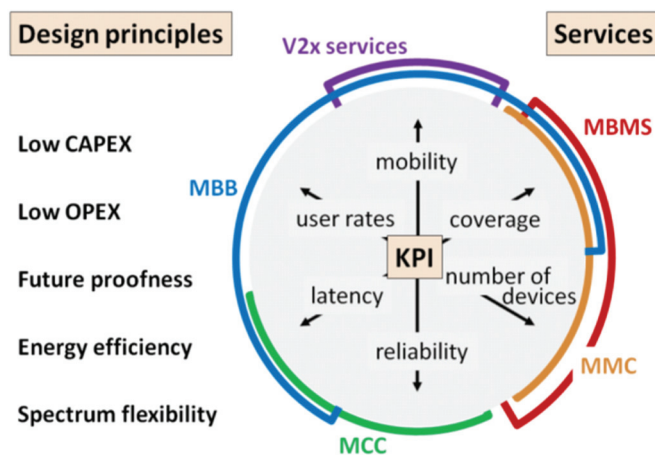 Design principles
Services
V2x services
MBMS
Low CAPEX
mobility
MBB
Low OPEX
user rates
coverage
KPI
Future proofness
latency
number of
devices
Energy efficiency
reliability
MMC
Spectrum flexibility
MCC